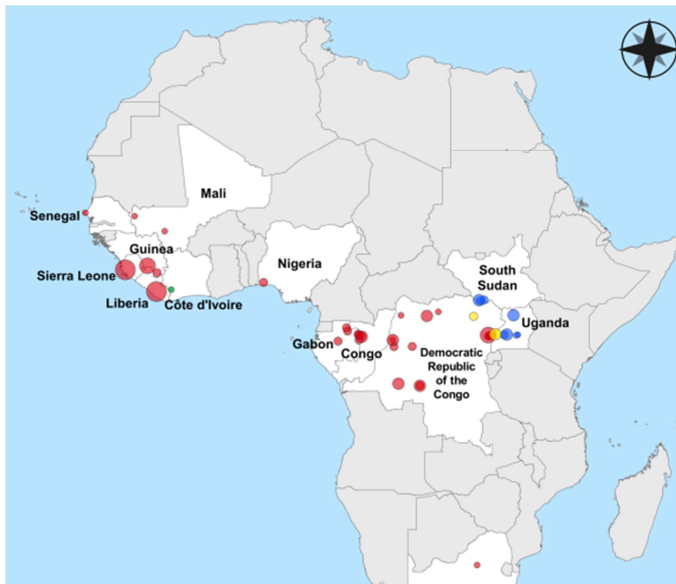 Mali
Senegal
Guinea
Nigeria
Sierra Leone
South
Sudan
Liberia
Côte d'Ivoire
Uganda
Gabon
Congo
Democratic
Republic
of the
Congo